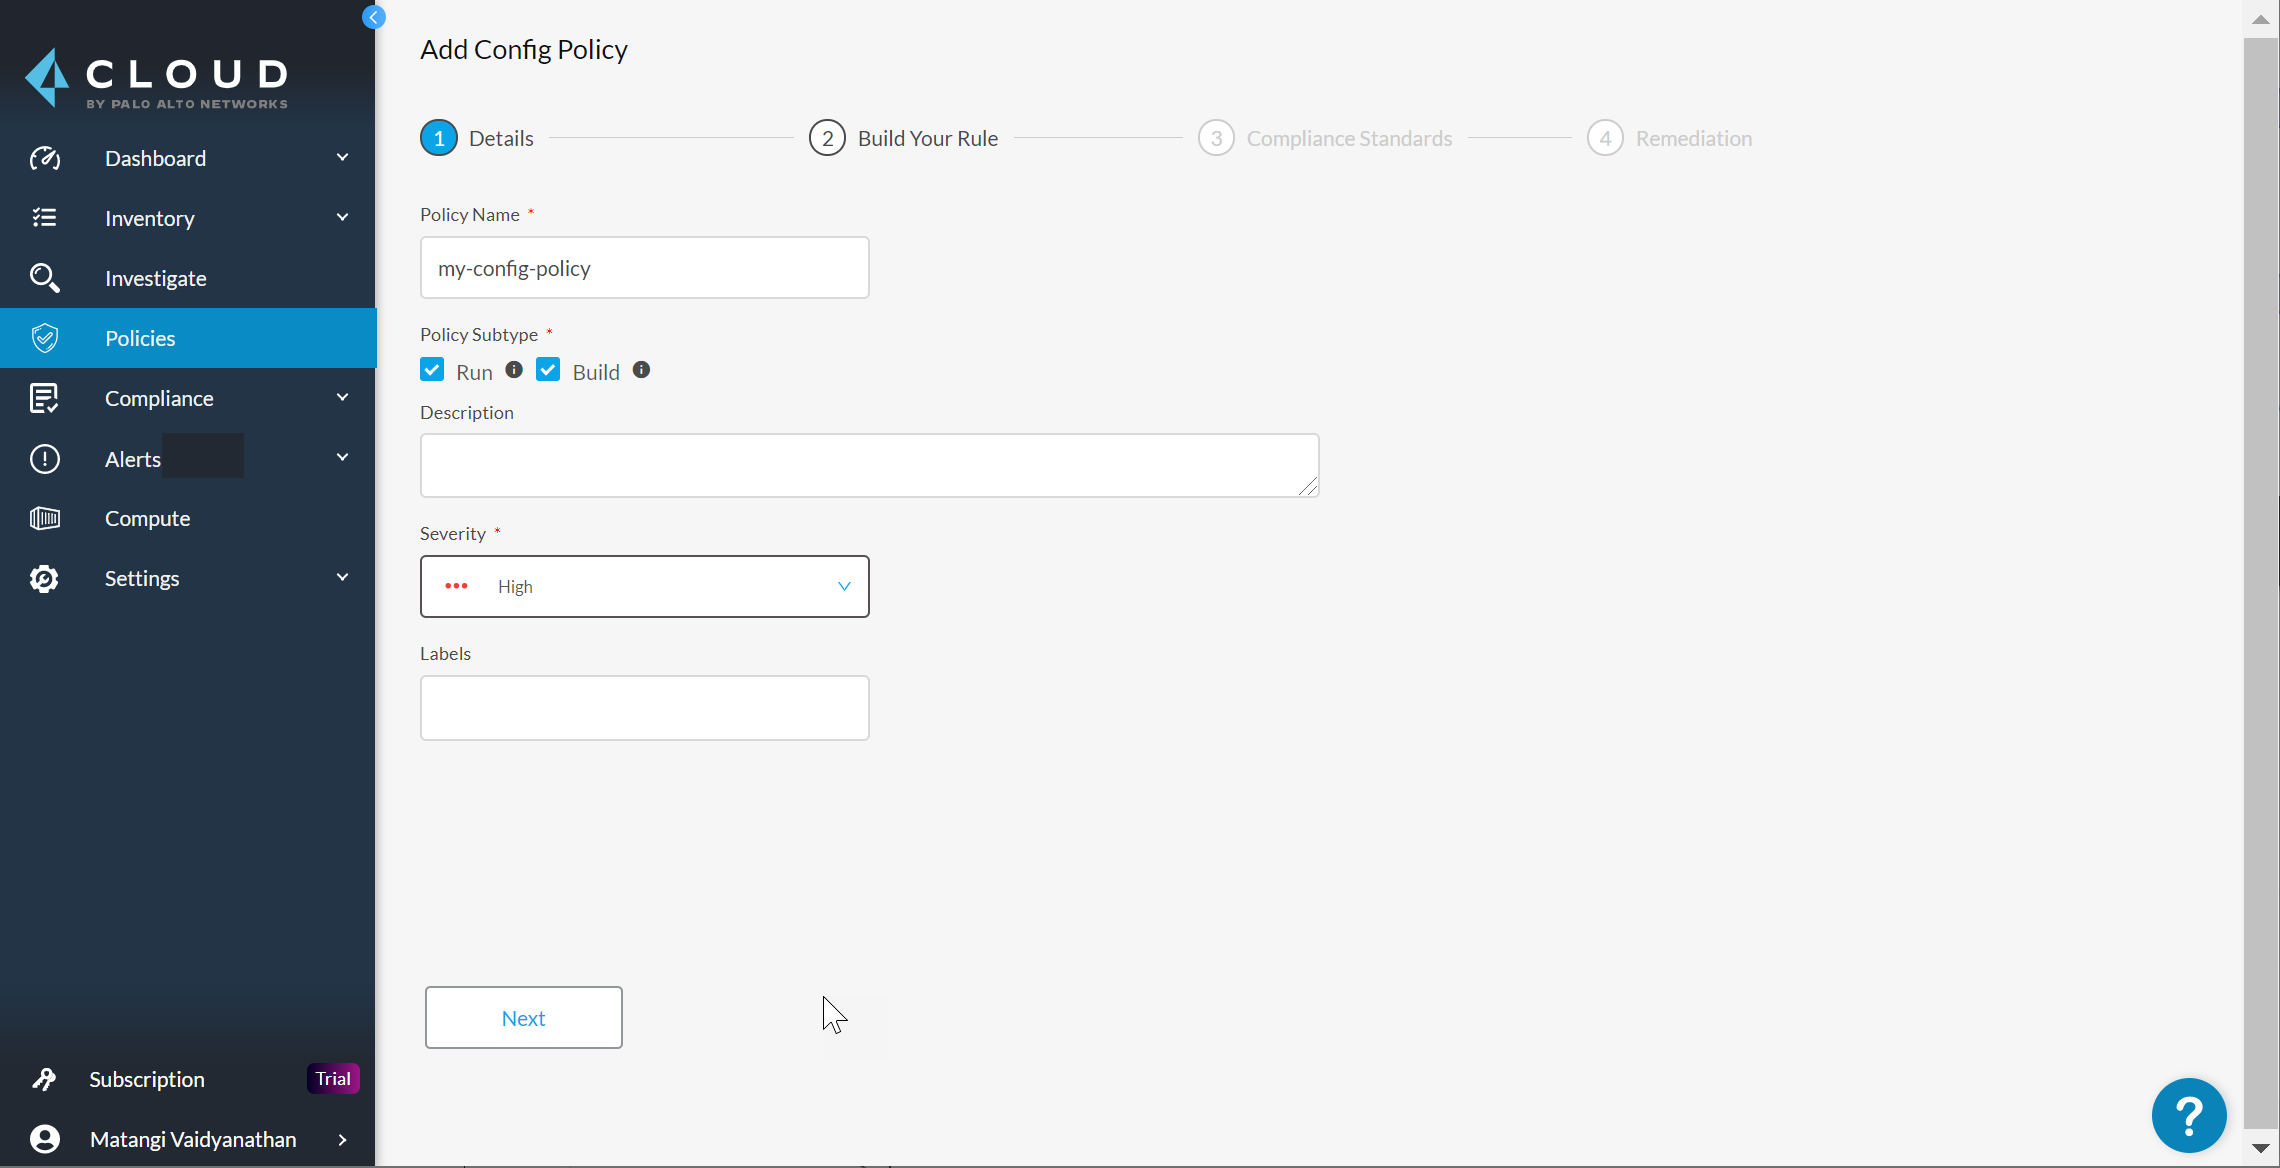 CLOUD
BY PALO ALTO NETWORKS
Dashboard
Inventory
Investigate
Policies
Compliance
Alerts
Compute
Settings
Subscription Trial
Matangi Vaidyanathan
Add Config Policy
1 Details 2 Build Your Rule 3 Compliance Standards 4 Remediation
Policy Name *
my-config-policy
Policy Subtype *
Run i Build i
Description
Severity *
High
Labels
Next
?